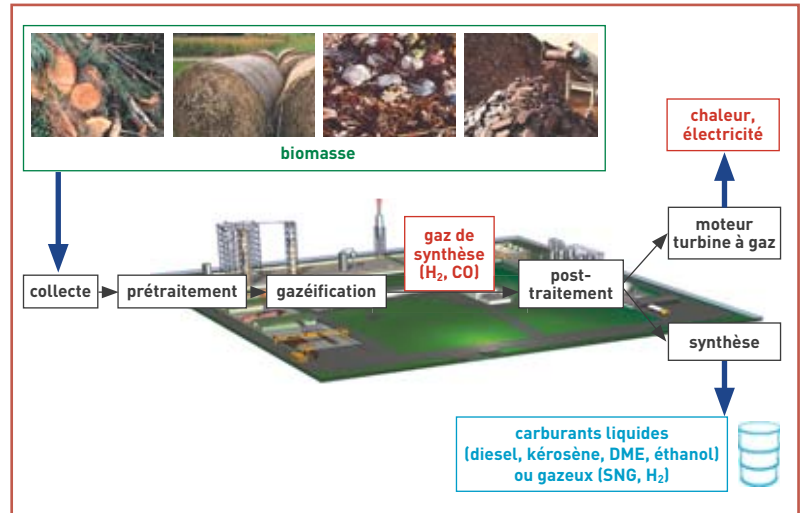 biomasse
chaleur,
électricité
gaz de
synthèse
(H₂, CO)
moteur
turbine à gaz
collecte
prétraitement
gazéification
post-
traitement
synthèse
carburants liquides
(diesel, kérosène, DME, éthanol)
ou gazeux (SNG, H₂)